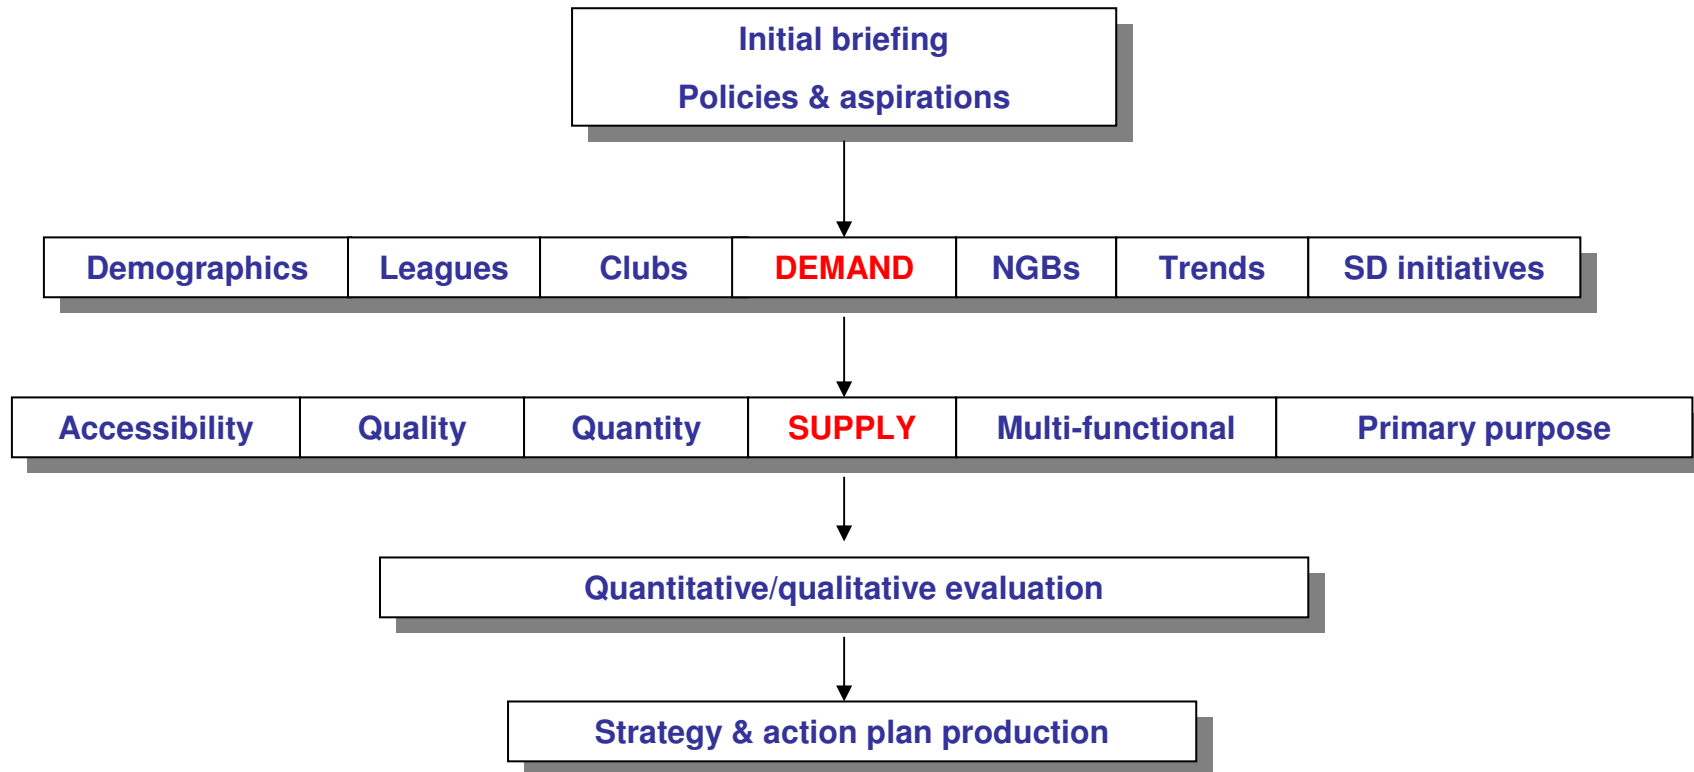 Initial briefing
Policies & aspirations
Demographics Leagues Clubs DEMAND NGBs Trends SD initiatives
Accessibility Quality Quantity SUPPLY Multi-functional Primary purpose
Quantitative/qualitative evaluation
Strategy & action plan production